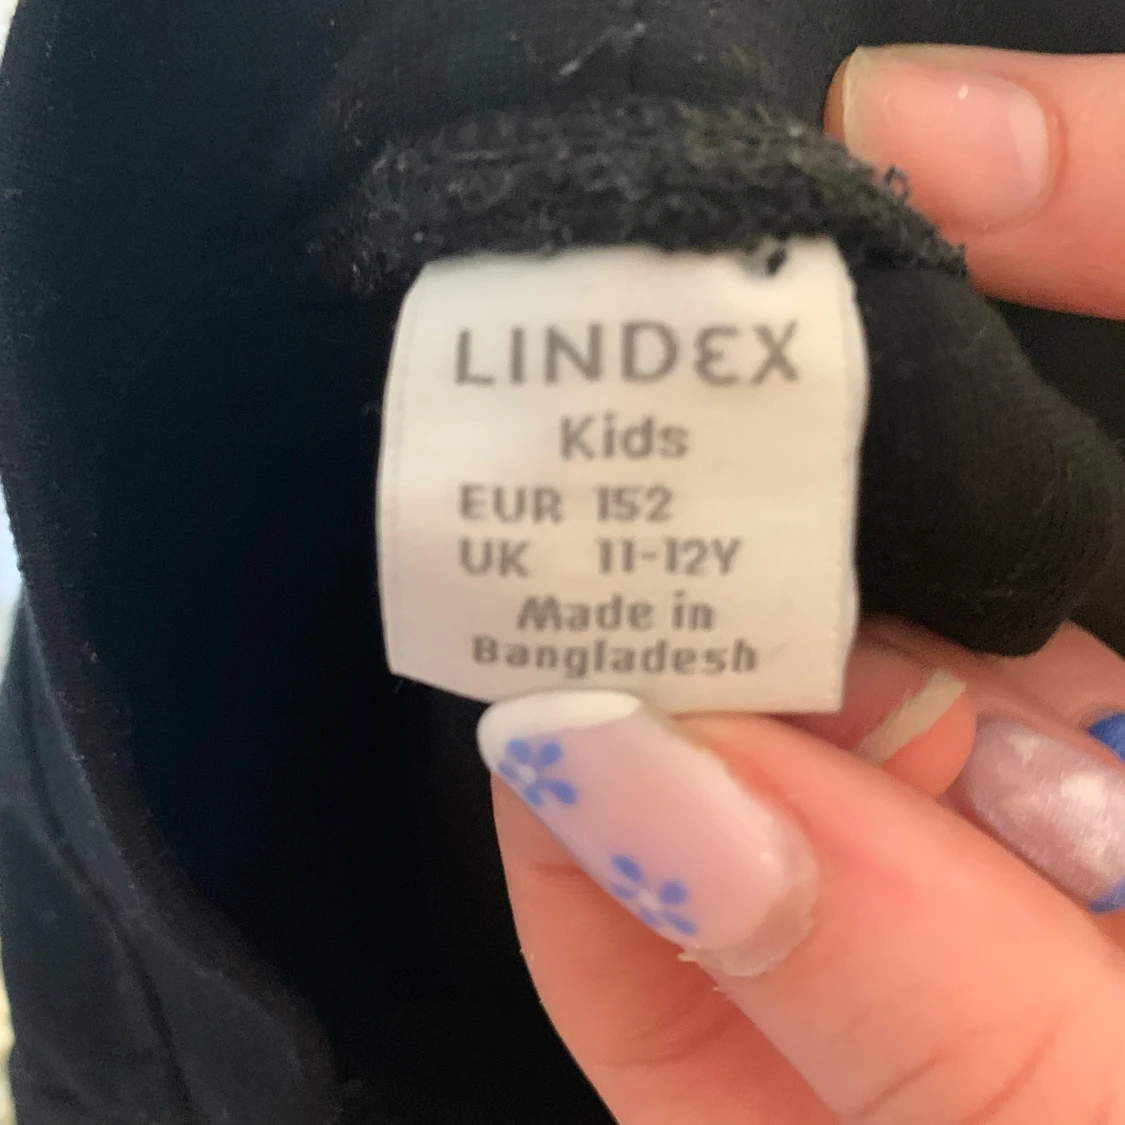 LINDEX
Kids
EUR 152
UK 11-12Y
Made in
Bangladesh